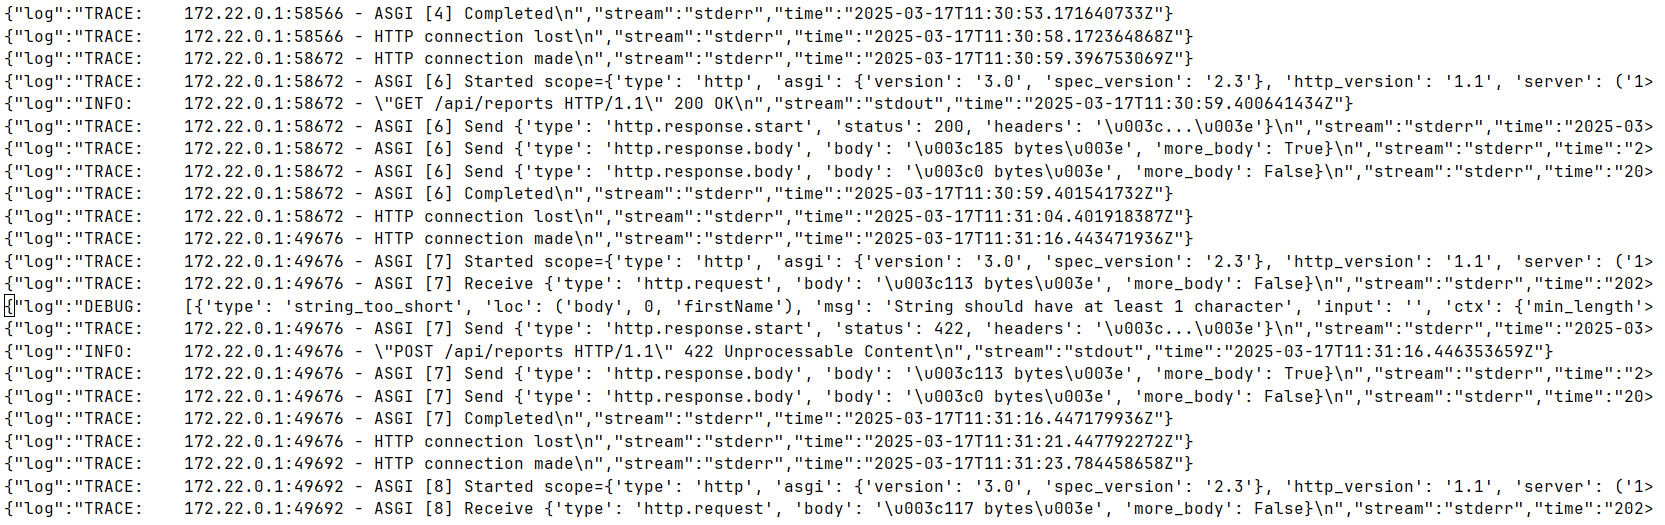 {"log":"TRACE:    172.22.0.1:58566 - ASGI [4] Completed\n","stream":"stderr","time":"2025-03-17T11:30:53.171640733Z"}
{"log":"TRACE:    172.22.0.1:58566 - HTTP connection lost\n","stream":"stderr","time":"2025-03-17T11:30:58.172364868Z"}
{"log":"TRACE:    172.22.0.1:58672 - HTTP connection made\n","stream":"stderr","time":"2025-03-17T11:30:59.396753069Z"}
{"log":"TRACE:    172.22.0.1:58672 - ASGI [6] Started scope={'type': 'http', 'asgi': {'version': '3.0', 'spec_version': '2.3'}, 'http_version': '1.1', 'server': ('1>
{"log":"INFO:     172.22.0.1:58672 - \"GET /api/reports HTTP/1.1\" 200 OK\n","stream":"stdout","time":"2025-03-17T11:30:59.400641434Z"}
{"log":"TRACE:    172.22.0.1:58672 - ASGI [6] Send {'type': 'http.response.start', 'status': 200, 'headers': '\u003c...\u003e'}\n","stream":"stderr","time":"2025-03>
{"log":"TRACE:    172.22.0.1:58672 - ASGI [6] Send {'type': 'http.response.body', 'body': '\u003c185 bytes\u003e', 'more_body': True}\n","stream":"stderr","time":"2>
{"log":"TRACE:    172.22.0.1:58672 - ASGI [6] Send {'type': 'http.response.body', 'body': '\u003c0 bytes\u003e', 'more_body': False}\n","stream":"stderr","time":"20>
{"log":"TRACE:    172.22.0.1:58672 - ASGI [6] Completed\n","stream":"stderr","time":"2025-03-17T11:30:59.401541732Z"}
{"log":"TRACE:    172.22.0.1:58672 - HTTP connection lost\n","stream":"stderr","time":"2025-03-17T11:31:04.401918387Z"}
{"log":"TRACE:    172.22.0.1:49676 - HTTP connection made\n","stream":"stderr","time":"2025-03-17T11:31:16.443471936Z"}
{"log":"TRACE:    172.22.0.1:49676 - ASGI [7] Started scope={'type': 'http', 'asgi': {'version': '3.0', 'spec_version': '2.3'}, 'http_version': '1.1', 'server': ('1>
{"log":"TRACE:    172.22.0.1:49676 - ASGI [7] Receive {'type': 'http.request', 'body': '\u003c113 bytes\u003e', 'more_body': False}\n","stream":"stderr","time":"202>
{"log":"DEBUG:    [{'type': 'string_too_short', 'loc': ('body', 0, 'firstName'), 'msg': 'String should have at least 1 character', 'input': '', 'ctx': {'min_length'>
{"log":"TRACE:    172.22.0.1:49676 - ASGI [7] Send {'type': 'http.response.start', 'status': 422, 'headers': '\u003c...\u003e'}\n","stream":"stderr","time":"2025-03>
{"log":"INFO:     172.22.0.1:49676 - \"POST /api/reports HTTP/1.1\" 422 Unprocessable Content\n","stream":"stdout","time":"2025-03-17T11:31:16.446353659Z"}
{"log":"TRACE:    172.22.0.1:49676 - ASGI [7] Send {'type': 'http.response.body', 'body': '\u003c113 bytes\u003e', 'more_body': True}\n","stream":"stderr","time":"2>
{"log":"TRACE:    172.22.0.1:49676 - ASGI [7] Send {'type': 'http.response.body', 'body': '\u003c0 bytes\u003e', 'more_body': False}\n","stream":"stderr","time":"20>
{"log":"TRACE:    172.22.0.1:49676 - ASGI [7] Completed\n","stream":"stderr","time":"2025-03-17T11:31:16.447179936Z"}
{"log":"TRACE:    172.22.0.1:49676 - HTTP connection lost\n","stream":"stderr","time":"2025-03-17T11:31:21.447792272Z"}
{"log":"TRACE:    172.22.0.1:49692 - HTTP connection made\n","stream":"stderr","time":"2025-03-17T11:31:23.784458658Z"}
{"log":"TRACE:    172.22.0.1:49692 - ASGI [8] Started scope={'type': 'http', 'asgi': {'version': '3.0', 'spec_version': '2.3'}, 'http_version': '1.1', 'server': ('1>
{"log":"TRACE:    172.22.0.1:49692 - ASGI [8] Receive {'type': 'http.request', 'body': '\u003c117 bytes\u003e', 'more_body': False}\n","stream":"stderr","time":"202>